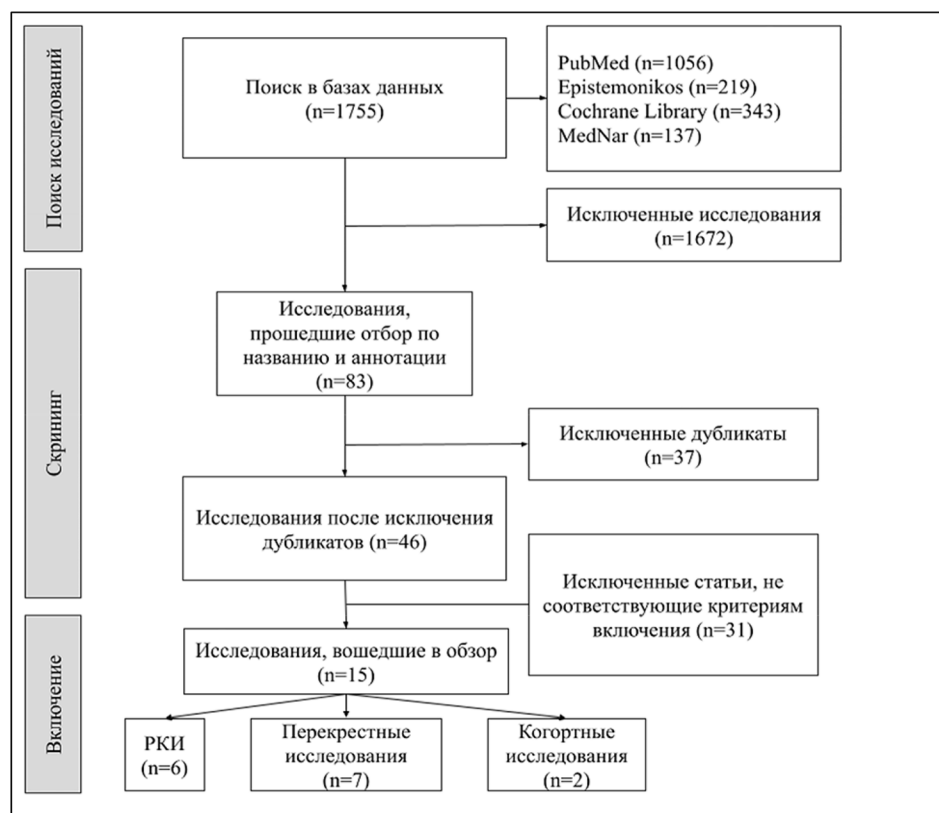 Поиск исследований
Поиск в базах данных
(n=1755)
PubMed (n=1056)
Epistemonikos (n=219)
Cochrane Library (n=343)
MedNar (n=137)
Исключенные исследования
(n=1672)
Скрининг
Исследования,
прошедшие отбор по
названию и аннотации
(n=83)
Исключенные дубликаты
(n=37)
Исследования после исключения
дубликатов (n=46)
Исключенные статьи, не
соответствующие критериям
включения (n=31)
Включение
Исследования, вошедшие в обзор
(n=15)
РКИ
(n=6)
Перекрестные
исследования
(n=7)
Когортные
исследования
(n=2)